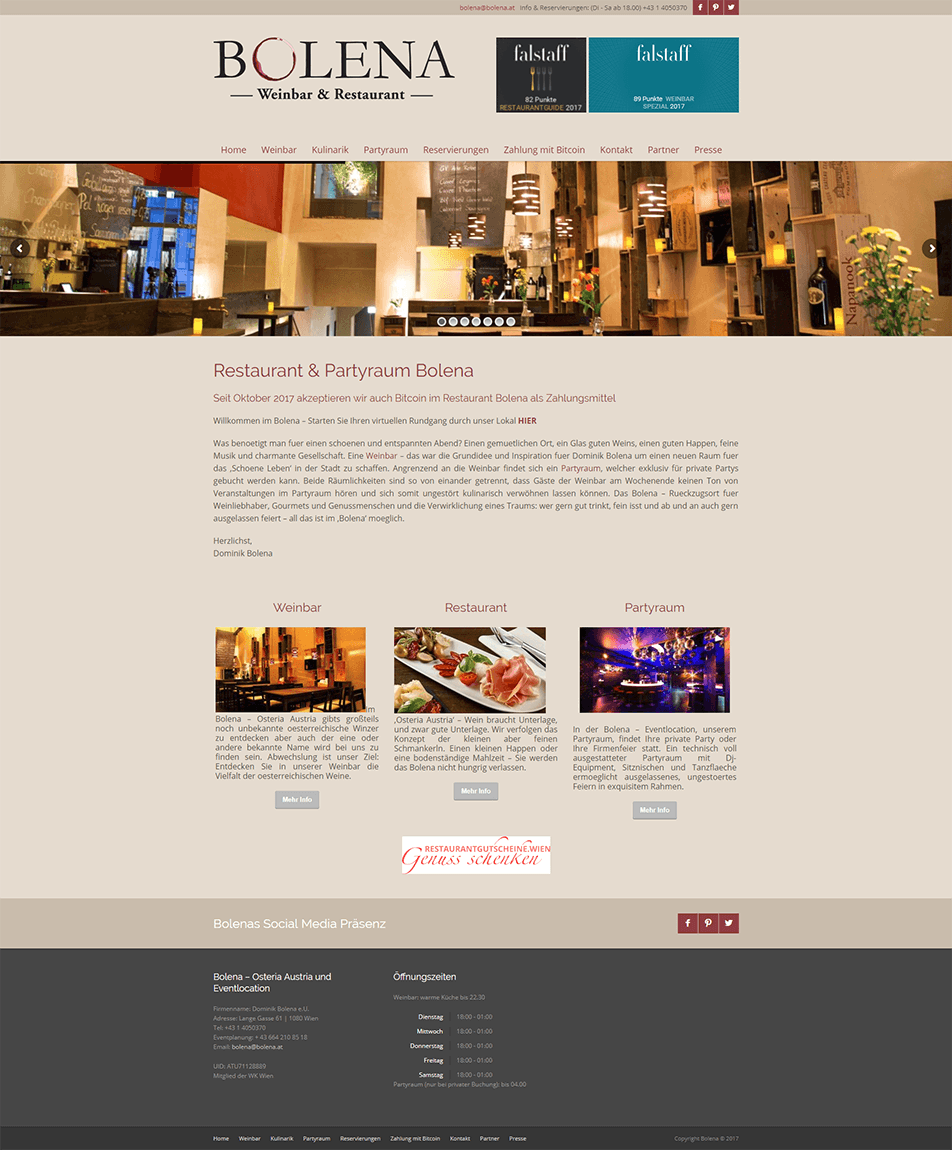 bolena@bolena.at Info & Reservierungen: (Di - Sa ab 18.00) +43 1 4050370
BOLENA
Weinbar & Restaurant
falstaff
82 Punkte
RESTAURANTGUIDE 2017
falstaff
89 Punkte WEINBAR
SPEZIAL 2017
Home Weinbar Kulinarik Partyraum Reservierungen Zahlung mit Bitcoin Kontakt Partner Presse
Napanook
Restaurant & Partyraum Bolena
Seit Oktober 2017 akzeptieren wir auch Bitcoin im Restaurant Bolena als Zahlungsmittel
Willkommen im Bolena – Starten Sie Ihren virtuellen Rundgang durch unser Lokal HIER
Was benoetigt man fuer einen schoenen und entspannten Abend? Einen gemuetlichen Ort, ein Glas guten Weins, einen guten Happen, feine
Musik und charmante Gesellschaft. Eine Weinbar – das war die Grundidee und Inspiration fuer Dominik Bolena um einen neuen Raum fuer
das ‚Schoene Leben' in der Stadt zu schaffen. Angrenzend an die Weinbar findet sich ein Partyraum, welcher exklusiv für private Partys
gebucht werden kann. Beide Räumlichkeiten sind so von einander getrennt, dass Gäste der Weinbar am Wochenende keinen Ton von
Veranstaltungen im Partyraum hören und sich somit ungestört kulinarisch verwöhnen lassen können. Das Bolena – Rueckzugsort fuer
Weinliebhaber, Gourmets und Genussmenschen und die Verwirklichung eines Traums: wer gern gut trinkt, fein isst und ab und an auch gern
ausgelassen feiert – all das ist im ‚Bolena' moeglich.
Herzlichst,
Dominik Bolena
Weinbar
Im
Bolena – Osteria Austria gibts großteils
noch unbekannte oesterreichische Winzer
zu entdecken aber auch der eine oder
andere bekannte Name wird bei uns zu
finden sein. Abwechslung ist unser Ziel:
Entdecken Sie in unserer Weinbar die
Vielfalt der oesterreichischen Weine.
Mehr Info
Restaurant
‚Osteria Austria' – Wein braucht Unterlage,
und zwar gute Unterlage. Wir verfolgen das
Konzept der kleinen aber feinen
Schmankerln. Einen kleinen Happen oder
eine bodenständige Mahlzeit – Sie werden
das Bolena nicht hungrig verlassen.
Mehr Info
Partyraum
In der Bolena – Eventlocation, unserem
Partyraum, findet Ihre private Party oder
Ihre Firmenfeier statt. Ein technisch voll
ausgestatteter Partyraum mit Dj-
Equipment, Sitznischen und Tanzflaeche
ermoeglicht ausgelassenes, ungestoertes
Feiern in exquisitem Rahmen.
Mehr Info
RESTAURANTGUTSCHEINE.WIEN
Genuss schenken
Bolenas Social Media Präsenz
Bolena – Osteria Austria und
Eventlocation
Firmenname: Dominik Bolena e.U.
Adresse: Lange Gasse 61 | 1080 Wien
Tel: +43 1 4050370
Eventplanung: + 43 664 210 85 18
Email: bolena@bolena.at
UID: ATU71128889
Mitglied der WK Wien
Öffnungszeiten
Weinbar: warme Küche bis 22.30
Dienstag 18:00 - 01:00
Mittwoch 18:00 - 01:00
Donnerstag 18:00 - 01:00
Freitag 18:00 - 01:00
Samstag 18:00 - 01:00
Partyraum (nur bei privater Buchung): bis 04.00
Home Weinbar Kulinarik Partyraum Reservierungen Zahlung mit Bitcoin Kontakt Partner Presse
Copyright Bolena © 2017